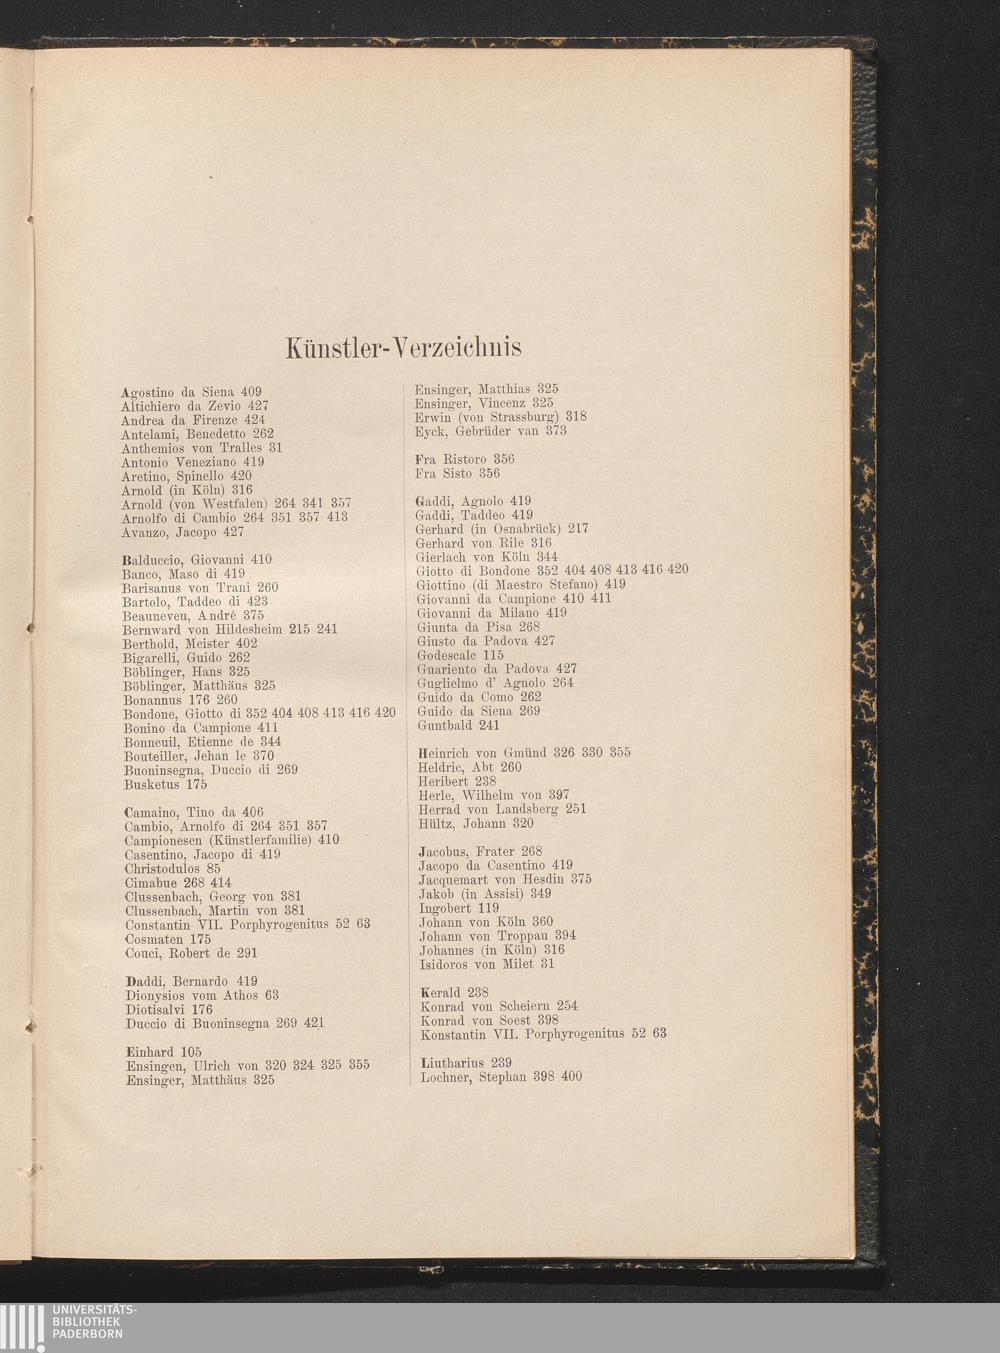 Künstler-Verzeichnis
Agostino da Siena 409
Altichiero da Zevio 427
Andrea da Firenze 424
Antelami, Benedetto 262
Anthemios von Tralles 31
Antonio Veneziano 419
Aretino, Spinello 420
Arnold (in Köln) 316
Arnold (von Westfalen) 264 341 357
Arnolfo di Cambio 264 351 357 413
Avanzo, Jacopo 427
Balduccio, Giovanni 410
Banco, Maso di 419
Barisanus von Trani 260
Bartolo, Taddeo di 423
Beauneveu, André 375
Bernward von Hildesheim 215 241
Berthold, Meister 402
Bigarelli, Guido 262
Böblinger, Hans 325
Böblinger, Matthäus 325
Bonannus 176 260
Bondone, Giotto di 352 404 408 413 416 420
Bonino da Campione 411
Bonneuil, Etienne de 344
Bouteiller, Jehan le 370
Buoninsegna, Duccio di 269
Busketus 175
Camaino, Tino da 406
Cambio, Arnolfo di 264 351 357
Campionesen (Künstlerfamilie) 410
Casentino, Jacopo di 419
Christodulos 85
Cimabue 268 414
Clussenbach, Georg von 381
Clussenbach, Martin von 381
Constantin VII. Porphyrogenitus 52 63
Cosmaten 175
Couci, Robert de 291
Daddi, Bernardo 419
Dionysios vom Athos 63
Diotisalvi 176
Duccio di Buoninsegna 269 421
Einhard 105
Ensingen, Ulrich von 320 324 325 355
Ensinger, Matthäus 325
Ensinger, Matthias 325
Ensinger, Vincenz 325
Erwin (von Strassburg) 318
Eyck, Gebrüder van 373
Fra Ristoro 356
Fra Sisto 356
Gaddi, Agnolo 419
Gaddi, Taddeo 419
Gerhard (in Osnabrück) 217
Gerhard von Rile 316
Gierlach von Köln 344
Giotto di Bondone 352 404 408 413 416 420
Giottino (di Maestro Stefano) 419
Giovanni da Campione 410 411
Giovanni da Milano 419
Giunta da Pisa 268
Giusto da Padova 427
Godescalc 115
Guariento da Padova 427
Guglielmo d' Agnolo 264
Guido da Como 262
Guido da Siena 269
Guntbald 241
Heinrich von Gmünd 326 330 355
Heldric, Abt 260
Heribert 238
Herle, Wilhelm von 397
Herrad von Landsberg 251
Hültz, Johann 320
Jacobus, Frater 268
Jacopo da Casentino 419
Jacquemart von Hesdin 375
Jakob (in Assisi) 349
Ingobert 119
Johann von Köln 360
Johann von Troppau 394
Johannes (in Köln) 316
Isidoros von Milet 31
Kerald 238
Konrad von Scheiern 254
Konrad von Soest 398
Konstantin VII. Porphyrogenitus 52 63
Liutharius 239
Lochner, Stephan 398 400
UNIVERSITÄTS-
BIBLIOTHEK
PADERBORN